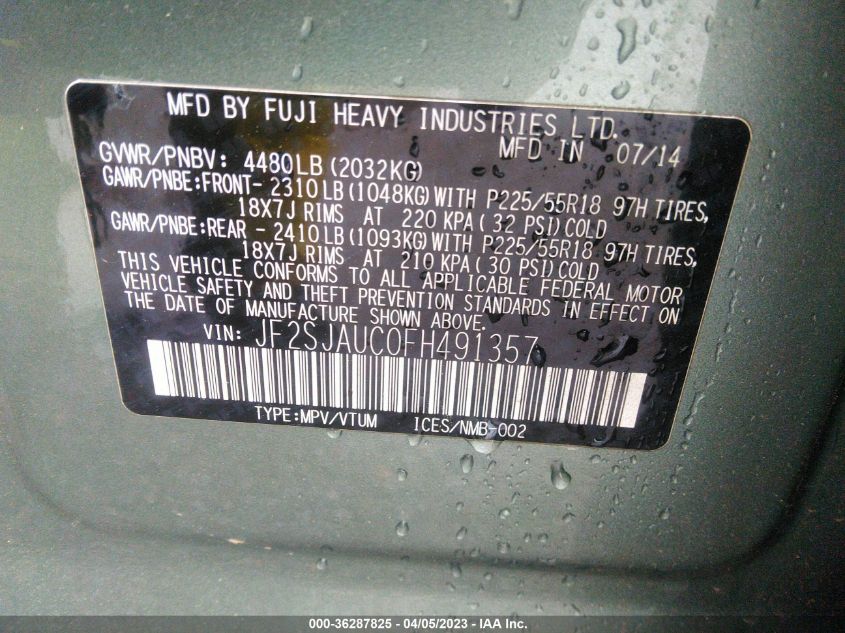 MFD BY FUJI HEAVY INDUSTRIES LTD.
MFD IN 07/14
GVWR/PNBV: 4480LB(2032KG)
GAWR/PNBE:FRONT- 2310LB(1048KG)WITH P225/55R18 97H TIRES,
18X7J RIMS AT 220 KPA(32 PSI)COLD
GAWR/PNBE:REAR - 2410LB(1093KG)WITH P225/55R18 97H TIRES,
18X7J RIMS AT 210 KPA(30 PSI)COLD
THIS VEHICLE CONFORMS TO ALL APPLICABLE FEDERAL MOTOR
VEHICLE SAFETY AND THEFT PREVENTION STANDARDS IN EFFECT ON
THE DATE OF MANUFACTURE SHOWN ABOVE.
VIN: JF2SJAUC0FH491357
TYPE:MPV/VTUM ICES/NMB-002
000-36287825 - 04/05/2023 - IAA Inc.